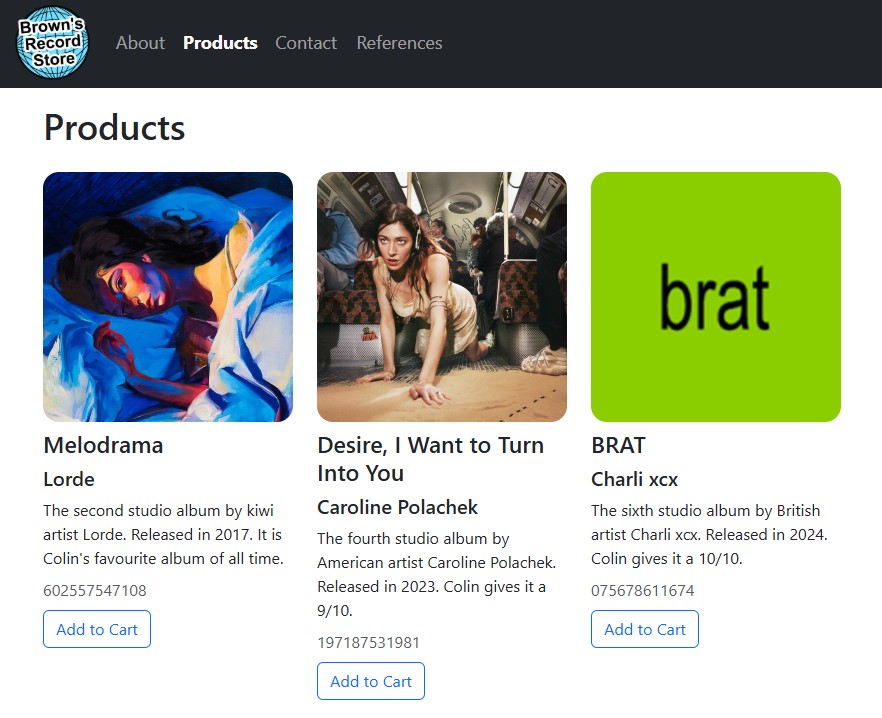 Brown's
Record
Store
About Products Contact References
Products
brat
Melodrama
Lorde
The second studio album by kiwi
artist Lorde. Released in 2017. It is
Colin's favourite album of all time.
602557547108
Add to Cart
Desire, I Want to Turn
Into You
Caroline Polachek
The fourth studio album by
American artist Caroline Polachek.
Released in 2023. Colin gives it a
9/10.
197187531981
Add to Cart
BRAT
Charli xcx
The sixth studio album by British
artist Charli xcx. Released in 2024.
Colin gives it a 10/10.
075678611674
Add to Cart